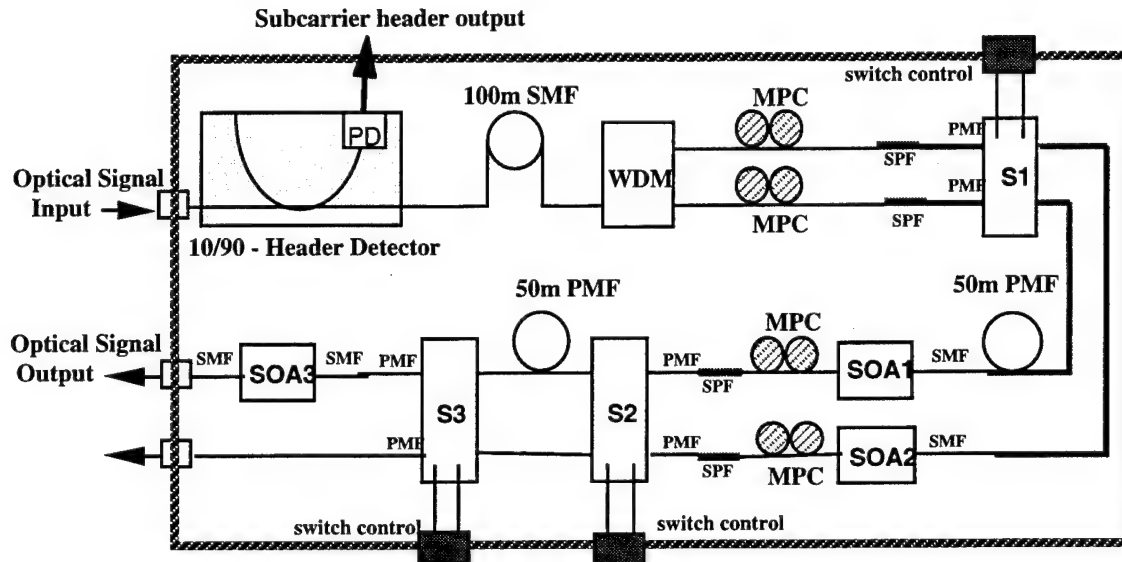 Subcarrier header output
switch control
100m SMF
MPC
PD
PMF
SPF
S1
Optical Signal
Input
WDM
PMF
SPF
MPC
10/90 - Header Detector
50m PMF
50m PMF
MPC
Optical Signal
Output
SMF
SOA3
SMF
PMF
S3
S2
PMF
SPF
SOA1
SMF
PMF
PMF
SPF
MPC
SOA2
SMF
switch control
switch control